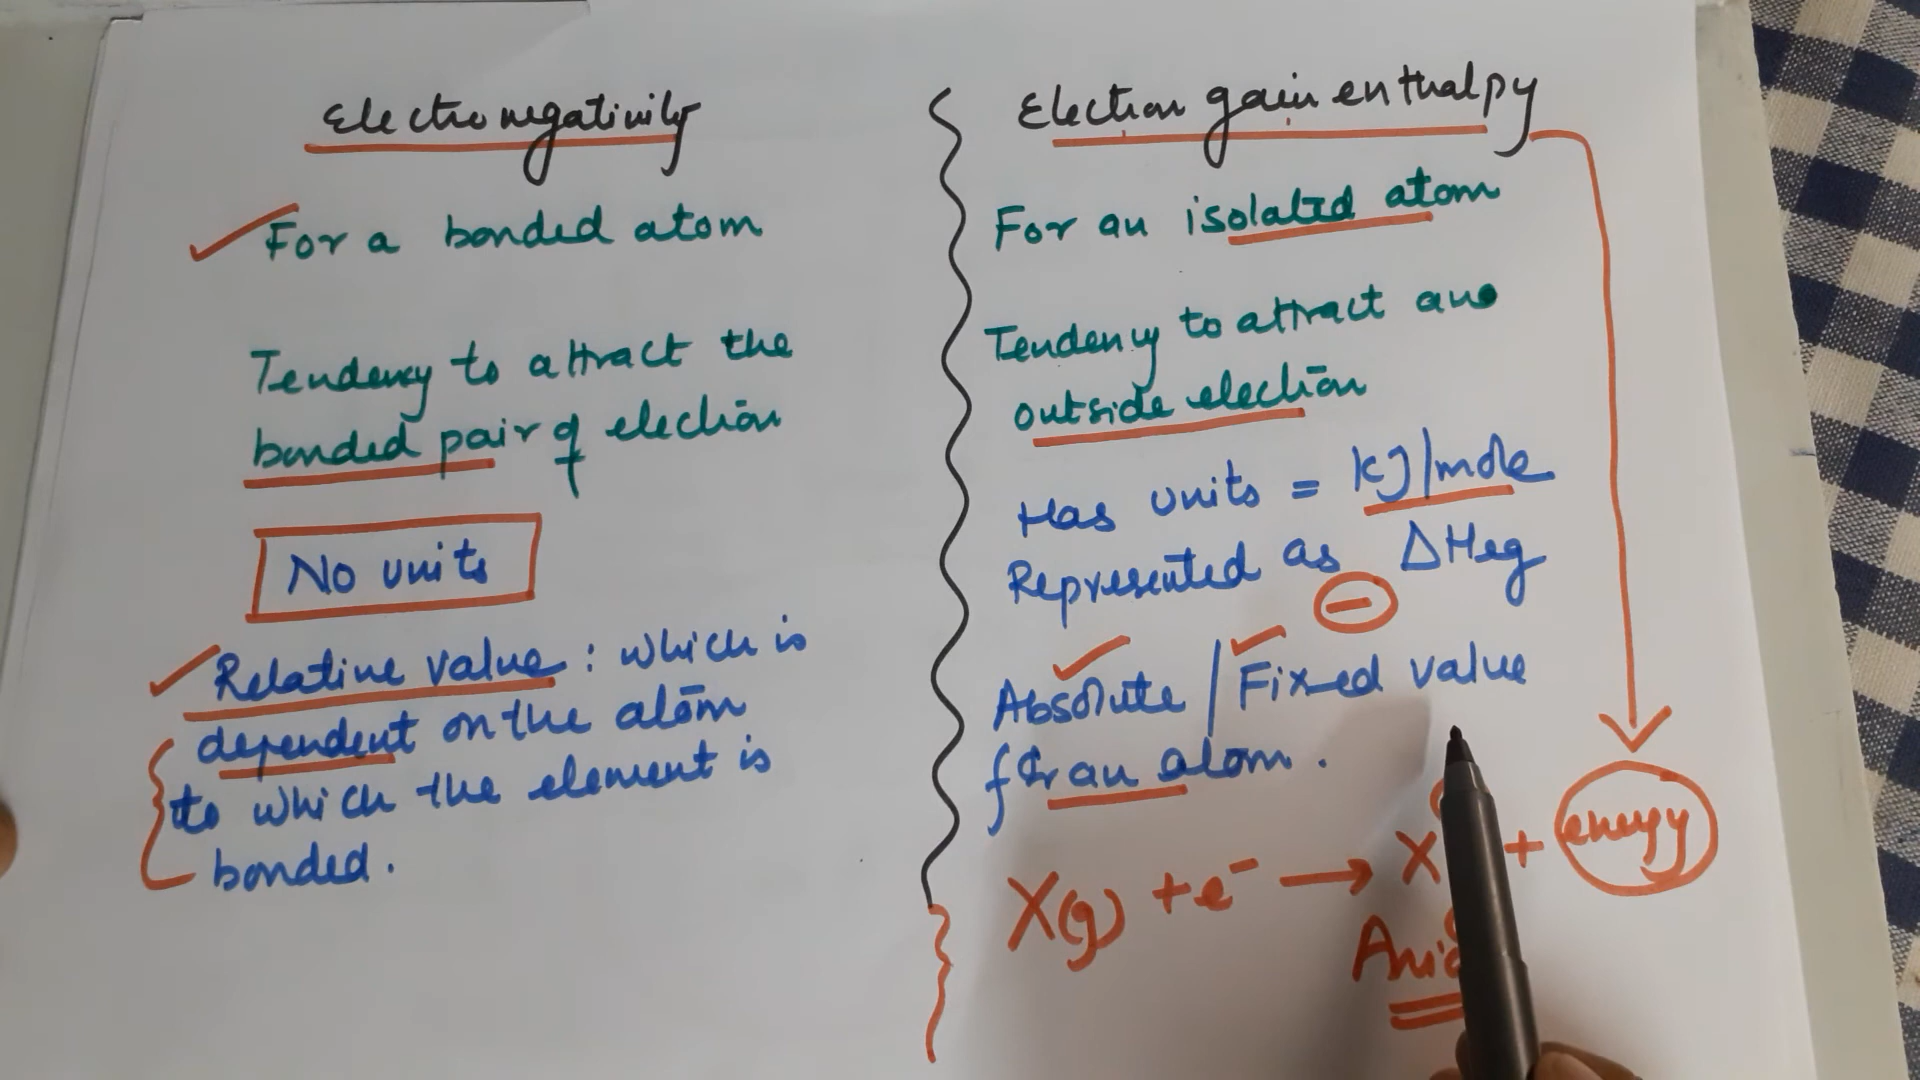 Electronegativity
For a bonded atom
Tendency to attract the
bonded pair of electron
No units
Relative value : which is
dependent on the atom
to which the element is
bonded.
Electron gain enthalpy
For an isolated atom
Tendency to attract an
outside electron
Has units = kJ/mole
Represented as ΔHeg
−
Absolute / Fixed value
for an atom.
X(g) + e⁻ → X + energy